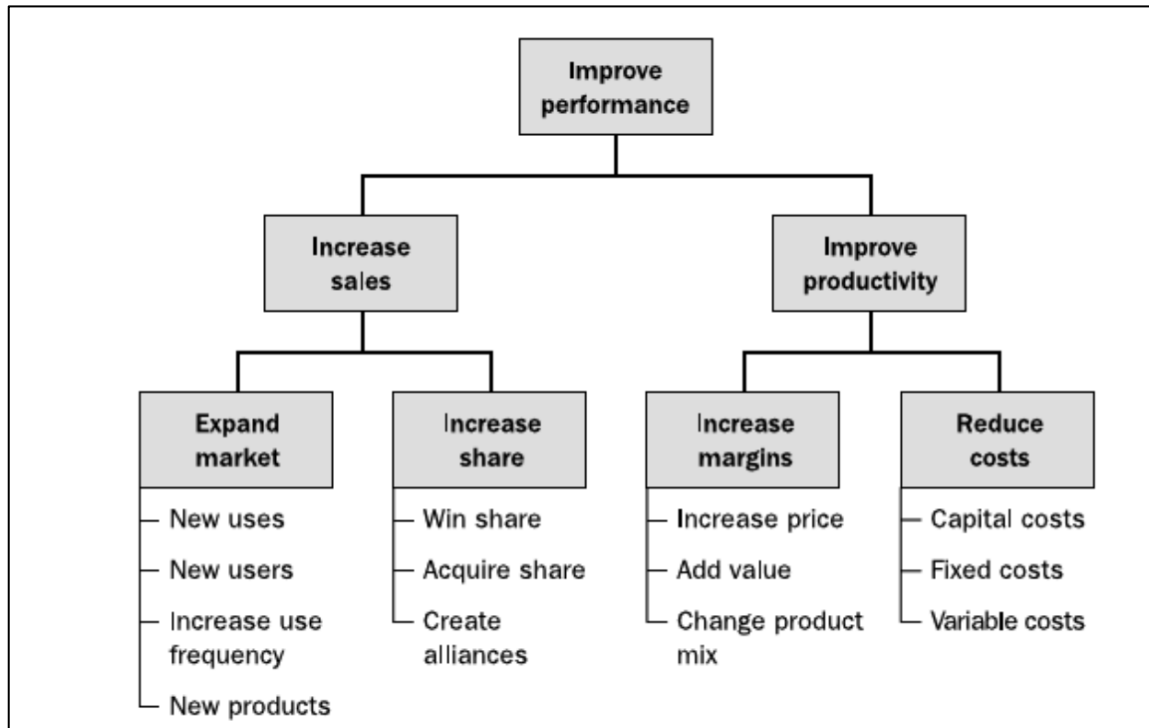 Improve
performance
Increase
sales
Improve
productivity
Expand
market
New uses
New users
Increase use
frequency
New products
Increase
share
Win share
Acquire share
Create
alliances
Increase
margins
Increase price
Add value
Change product
mix
Reduce
costs
Capital costs
Fixed costs
Variable costs